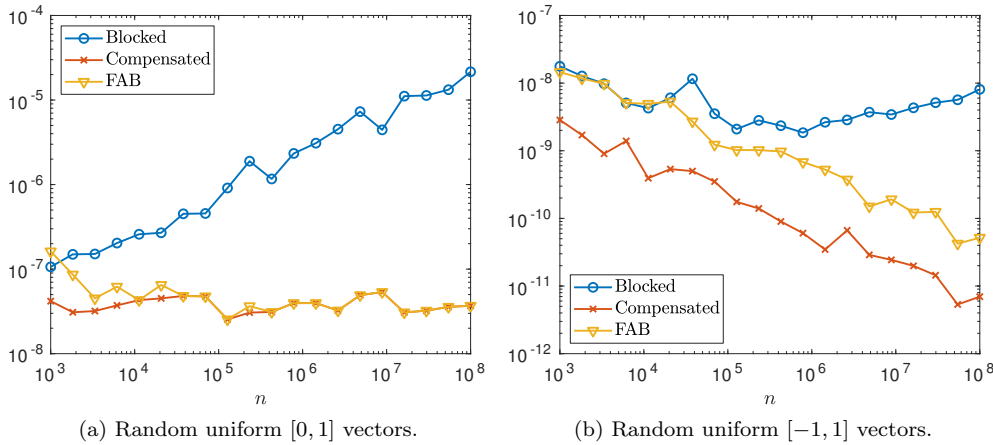 10^-4
10^-5
10^-6
10^-7
10^-8
Blocked
Compensated
FAB
10^3 10^4 10^5 10^6 10^7 10^8
n
(a) Random uniform [0, 1] vectors.
10^-7
10^-8
10^-9
10^-10
10^-11
10^-12
Blocked
Compensated
FAB
10^3 10^4 10^5 10^6 10^7 10^8
n
(b) Random uniform [−1, 1] vectors.